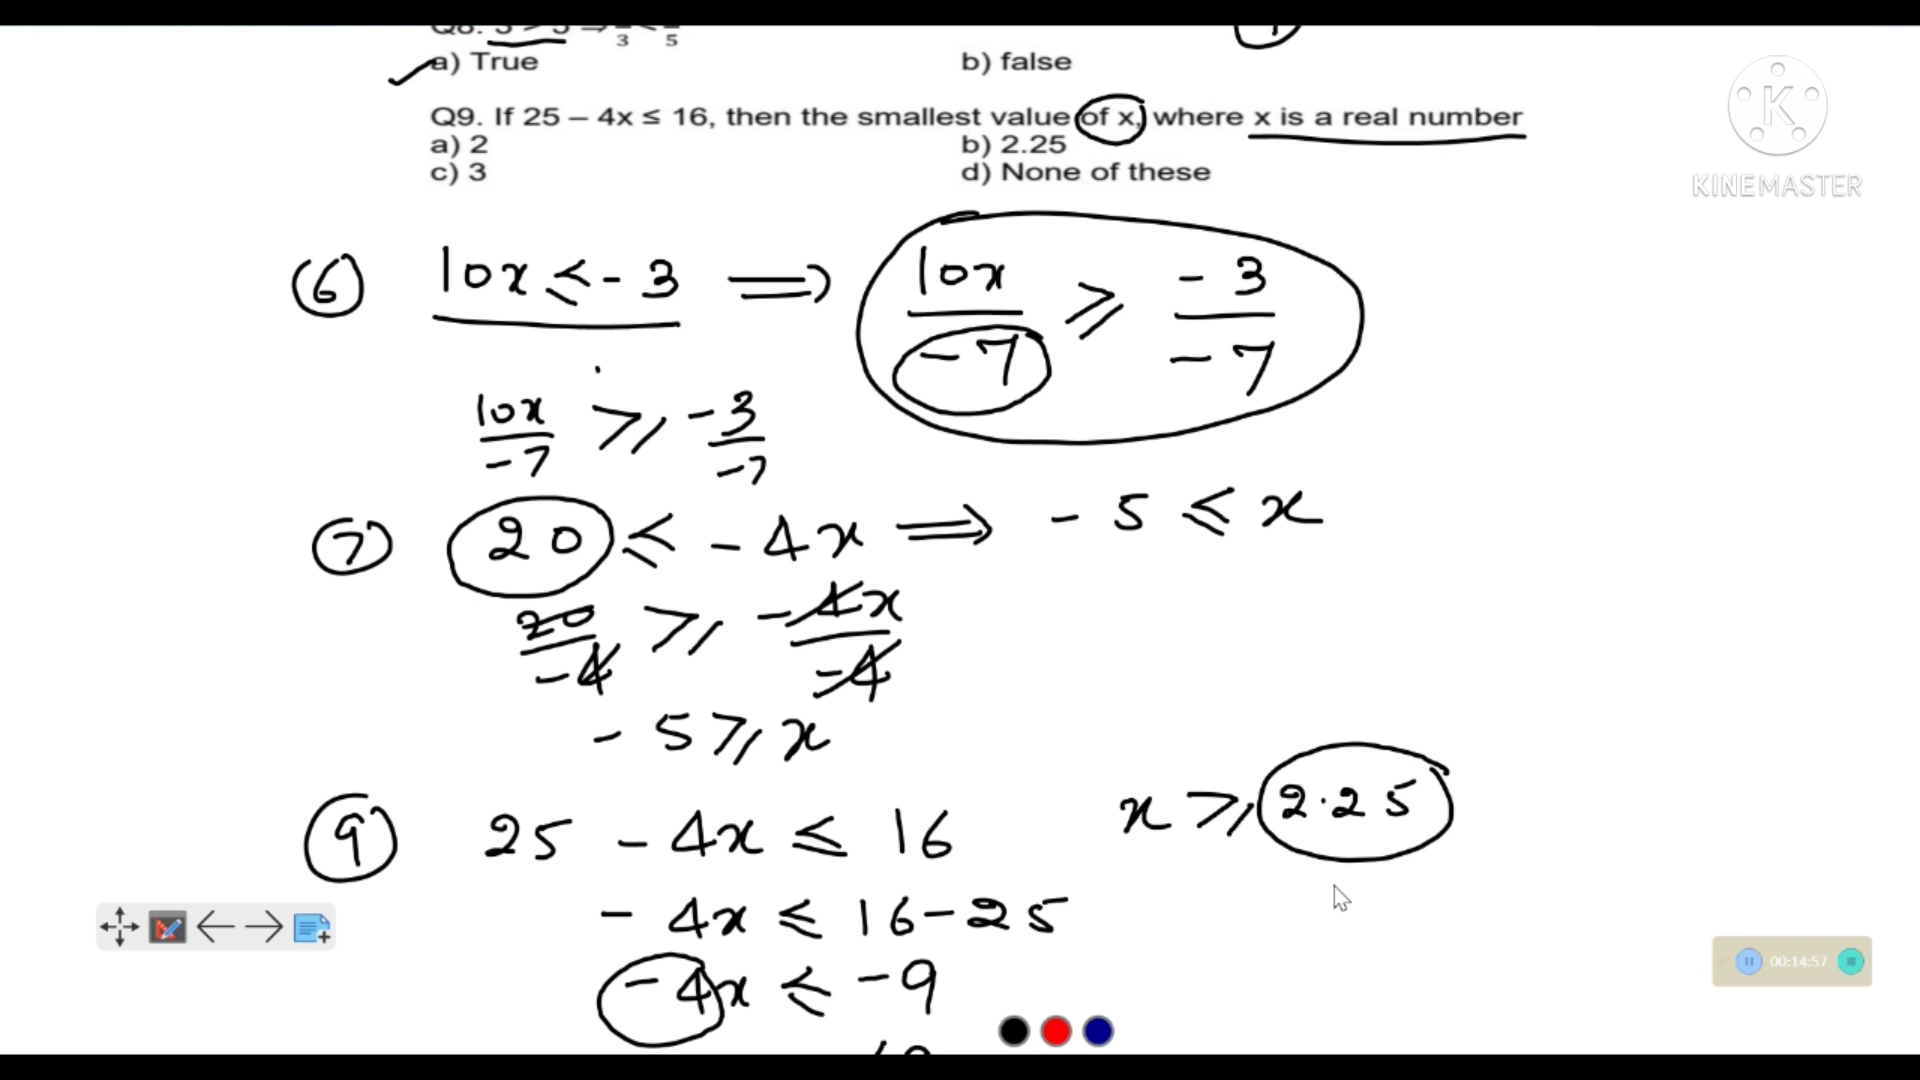 3 5
a) True b) false
Q9. If 25 – 4x ≤ 16, then the smallest value of x, where x is a real number
a) 2 b) 2.25
c) 3 d) None of these
KINEMASTER
(6) 10x ≤ -3 ⟹ 10x/-7 ≥ -3/-7
10x/-7 ≥ -3/-7
(7) 20 ≤ -4x ⟹ -5 ≤ x
20/-4 ≥ -4x/-4
-5 ≥ x
(9) 25 - 4x ≤ 16 x ≥ 2.25
-4x ≤ 16-25
-4x ≤ -9
00:14:57